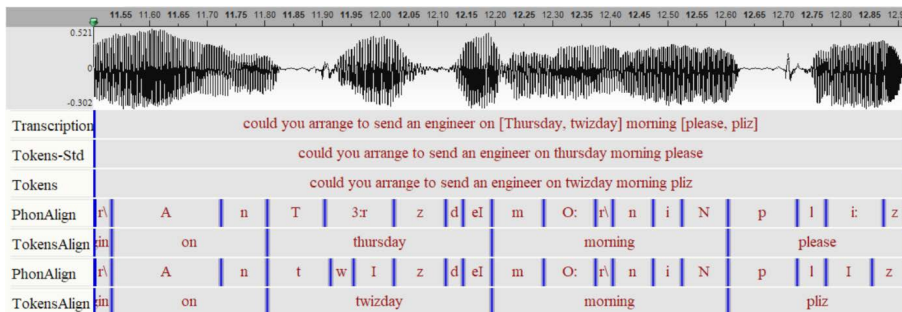 11.55 11.60 11.65 11.70 11.75 11.80 11.85 11.90 11.95 12.00 12.05 12.10 12.15 12.20 12.25 12.30 12.35 12.40 12.45 12.50 12.55 12.60 12.65 12.70 12.75 12.80 12.85
0.521
0
-0.302
Transcription could you arrange to send an engineer on [Thursday, twizday] morning [please, pliz]
Tokens-Std could you arrange to send an engineer on thursday morning please
Tokens could you arrange to send an engineer on twizday morning pliz
PhonAlign r\ A n T 3:r z d eI m O: r\ n i N p l i: z
TokensAlign on thursday morning please
PhonAlign r\ A n t w I z d eI m O: r\ n i N p l I z
TokensAlign on twizday morning pliz